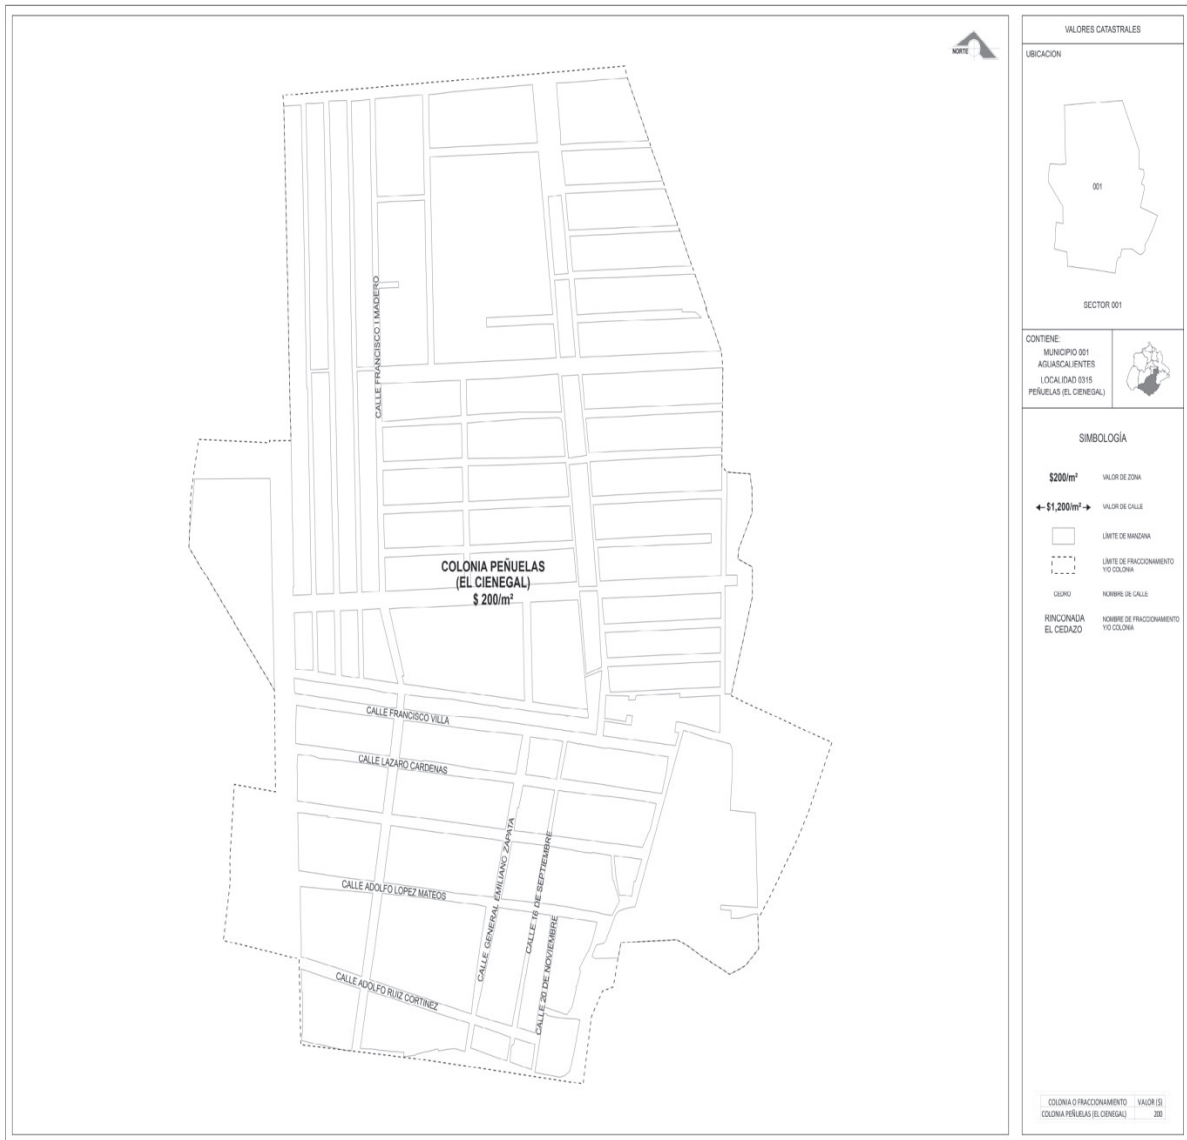 NORTE
CALLE FRANCISCO I MADERO
COLONIA PEÑUELAS
(EL CIENEGAL)
$ 200/m²
CALLE FRANCISCO VILLA
CALLE LAZARO CARDENAS
CALLE GENERAL EMILIANO ZAPATA
CALLE 16 DE SEPTIEMBRE
CALLE ADOLFO LOPEZ MATEOS
CALLE 20 DE NOVIEMBRE
CALLE ADOLFO RUIZ CORTINEZ
VALORES CATASTRALES
UBICACION
001
SECTOR 001
CONTIENE:
MUNICIPIO 001
AGUASCALIENTES
LOCALIDAD 0315
PEÑUELAS (EL CIENEGAL)
SIMBOLOGÍA
$200/m² VALOR DE ZONA
$1,200/m² VALOR DE CALLE
LÍMITE DE MANZANA
LÍMITE DE FRACCIONAMIENTO
Y/O COLONIA
CEDRO NOMBRE DE CALLE
RINCONADA
EL CEDAZO
NOMBRE DE FRACCIONAMIENTO
Y/O COLONIA
COLONIA O FRACCIONAMIENTO VALOR ($)
COLONIA PEÑUELAS (EL CIENEGAL) 200